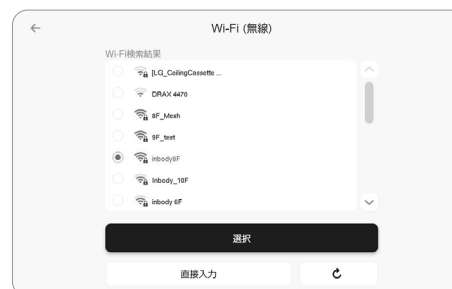 Wi-Fi (無線)
Wi-Fi検索結果
[LG_CeilingCassette ...
DRAX 4470
8F_Mesh
9F_test
inbody9F
Inbody_10F
inbody 6F
選択
直接入力